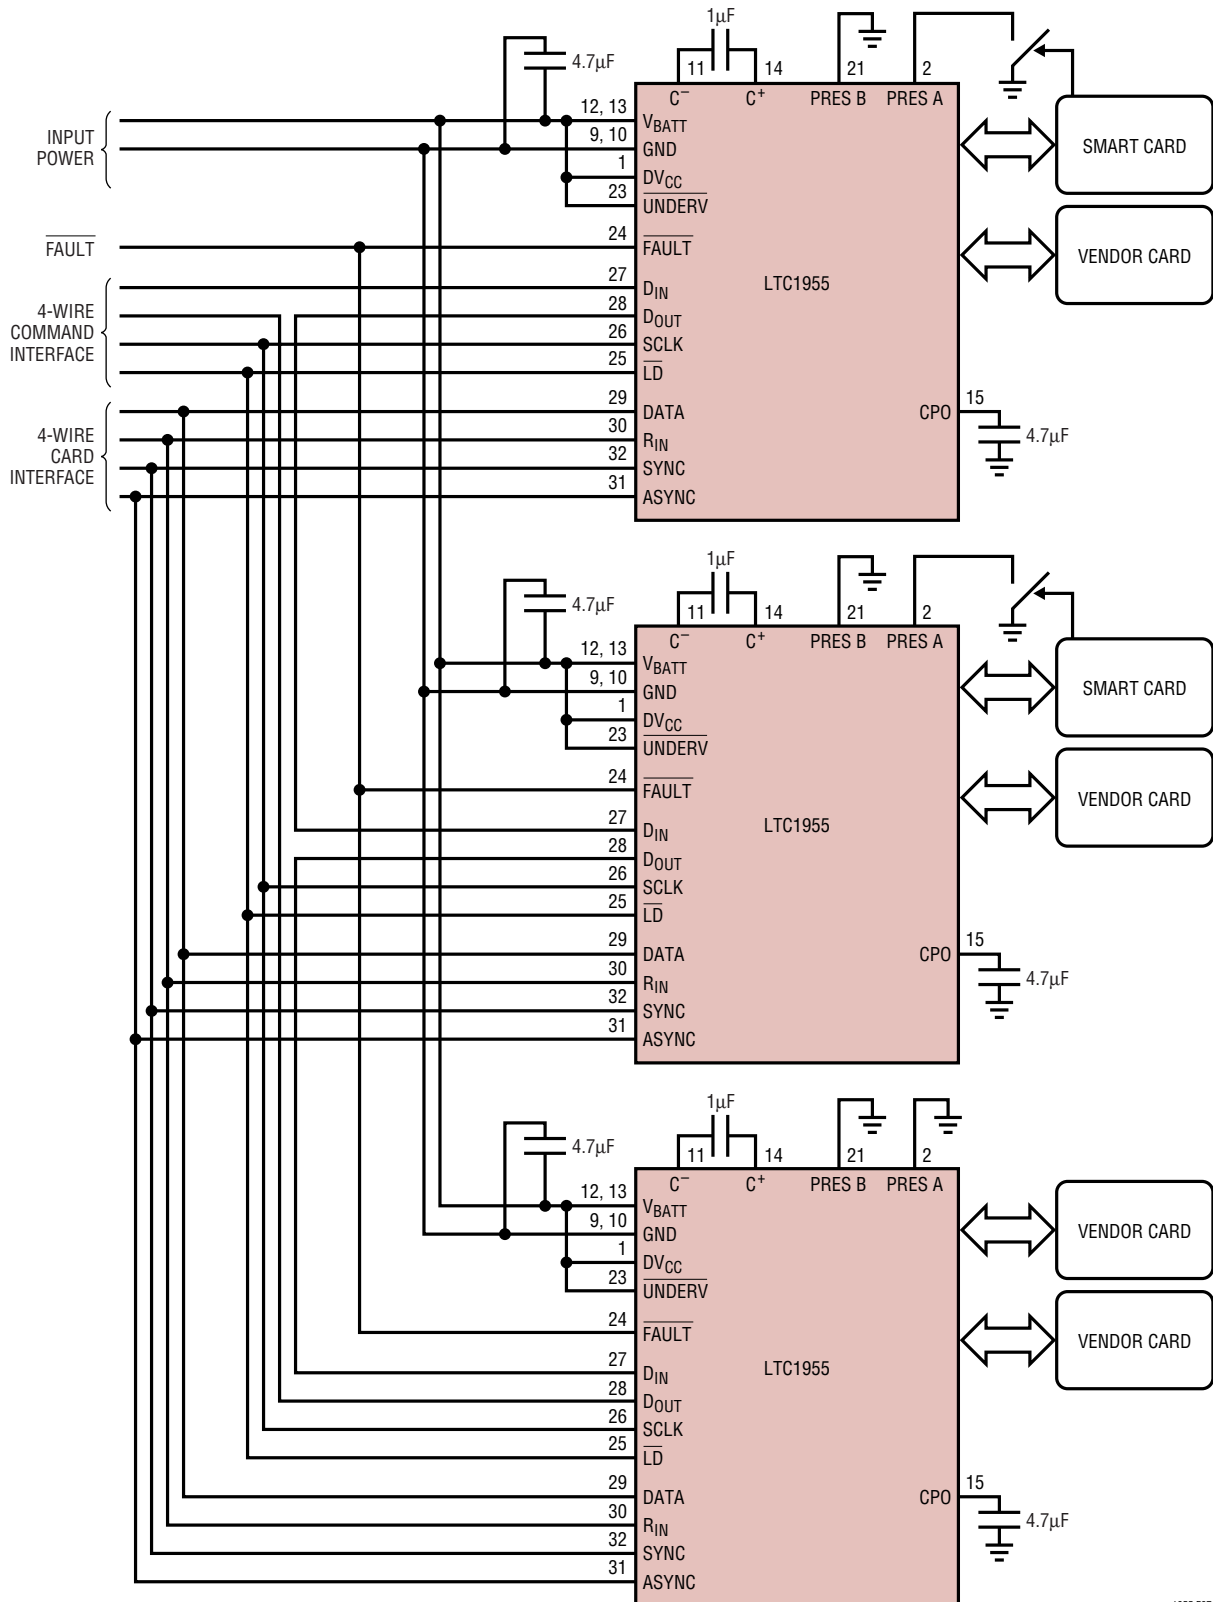 1µF
4.7µF
11
14
21
2
C–
C+
PRES B
PRES A
INPUT
POWER
12, 13
VBATT
9, 10
GND
1
DVCC
23
UNDERV
SMART CARD
FAULT
24
FAULT
VENDOR CARD
LTC1955
4-WIRE
COMMAND
INTERFACE
27
DIN
28
DOUT
26
SCLK
25
LD
4-WIRE
CARD
INTERFACE
29
DATA
30
RIN
32
SYNC
31
ASYNC
CPO
15
4.7µF
1µF
4.7µF
11
14
21
2
C–
C+
PRES B
PRES A
12, 13
VBATT
9, 10
GND
1
DVCC
23
UNDERV
SMART CARD
24
FAULT
VENDOR CARD
LTC1955
27
DIN
28
DOUT
26
SCLK
25
LD
29
DATA
30
RIN
32
SYNC
31
ASYNC
CPO
15
4.7µF
1µF
4.7µF
11
14
21
2
C–
C+
PRES B
PRES A
12, 13
VBATT
9, 10
GND
1
DVCC
23
UNDERV
VENDOR CARD
24
FAULT
VENDOR CARD
LTC1955
27
DIN
28
DOUT
26
SCLK
25
LD
29
DATA
30
RIN
32
SYNC
31
ASYNC
CPO
15
4.7µF